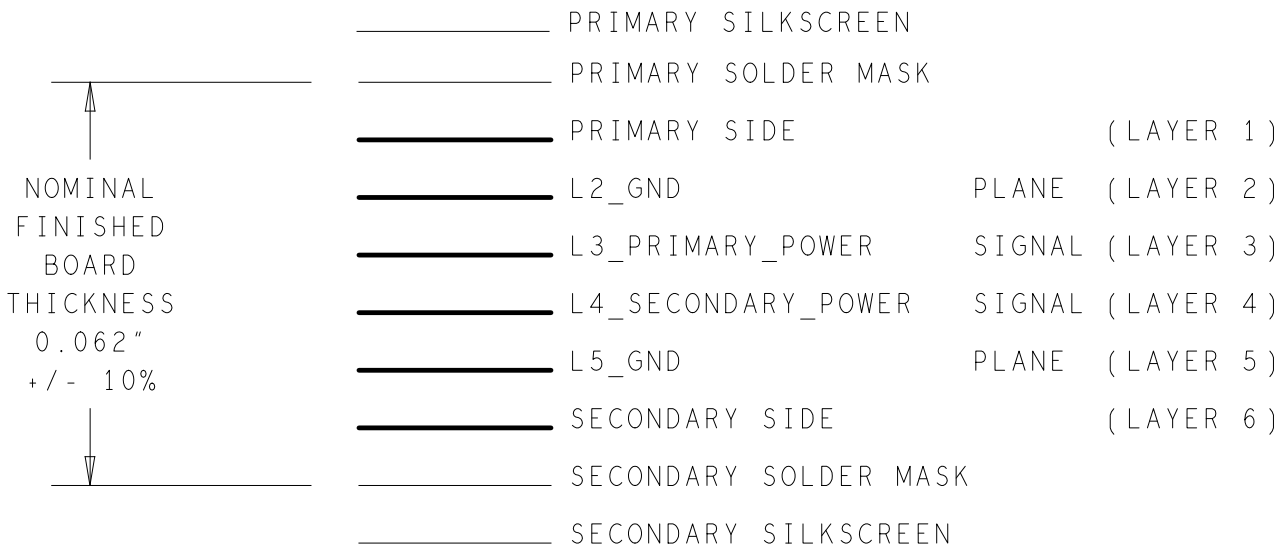 PRIMARY SILKSCREEN
PRIMARY SOLDER MASK
PRIMARY SIDE (LAYER 1)
L2_GND PLANE (LAYER 2)
L3_PRIMARY_POWER SIGNAL (LAYER 3)
L4_SECONDARY_POWER SIGNAL (LAYER 4)
L5_GND PLANE (LAYER 5)
SECONDARY SIDE (LAYER 6)
SECONDARY SOLDER MASK
SECONDARY SILKSCREEN
NOMINAL
FINISHED
BOARD
THICKNESS
0.062"
+/- 10%